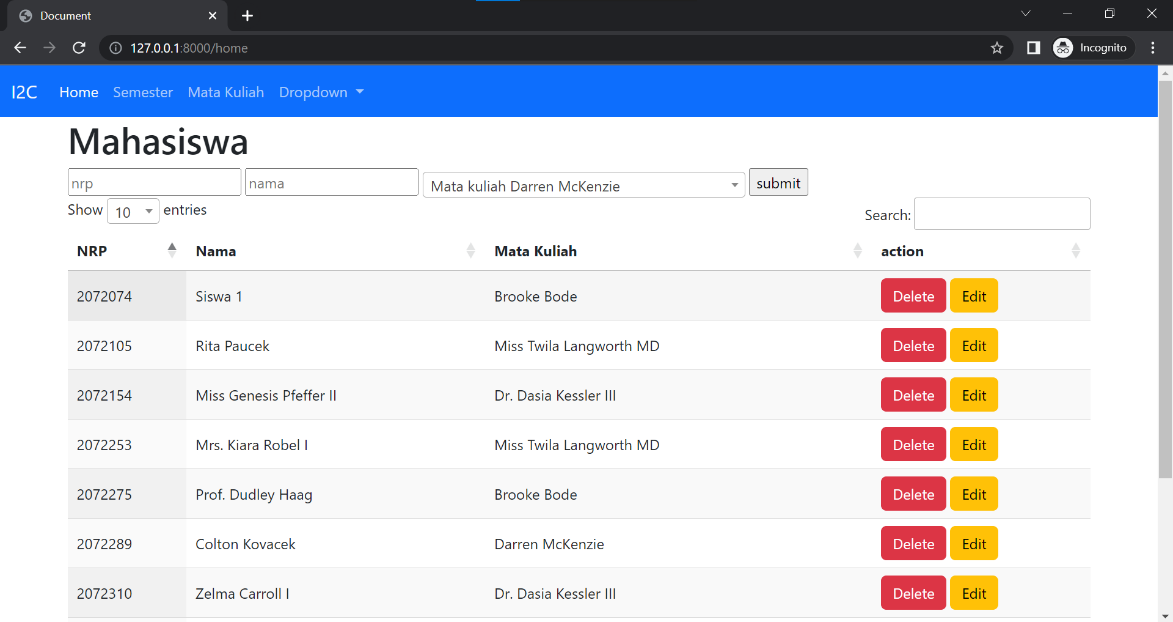 Document
127.0.0.1:8000/home
Incognito
I2C Home Semester Mata Kuliah Dropdown
Mahasiswa
nrp nama Mata kuliah Darren McKenzie submit
Show 10 entries Search:
NRP Nama Mata Kuliah action
2072074 Siswa 1 Brooke Bode Delete Edit
2072105 Rita Paucek Miss Twila Langworth MD Delete Edit
2072154 Miss Genesis Pfeffer II Dr. Dasia Kessler III Delete Edit
2072253 Mrs. Kiara Robel I Miss Twila Langworth MD Delete Edit
2072275 Prof. Dudley Haag Brooke Bode Delete Edit
2072289 Colton Kovacek Darren McKenzie Delete Edit
2072310 Zelma Carroll I Dr. Dasia Kessler III Delete Edit